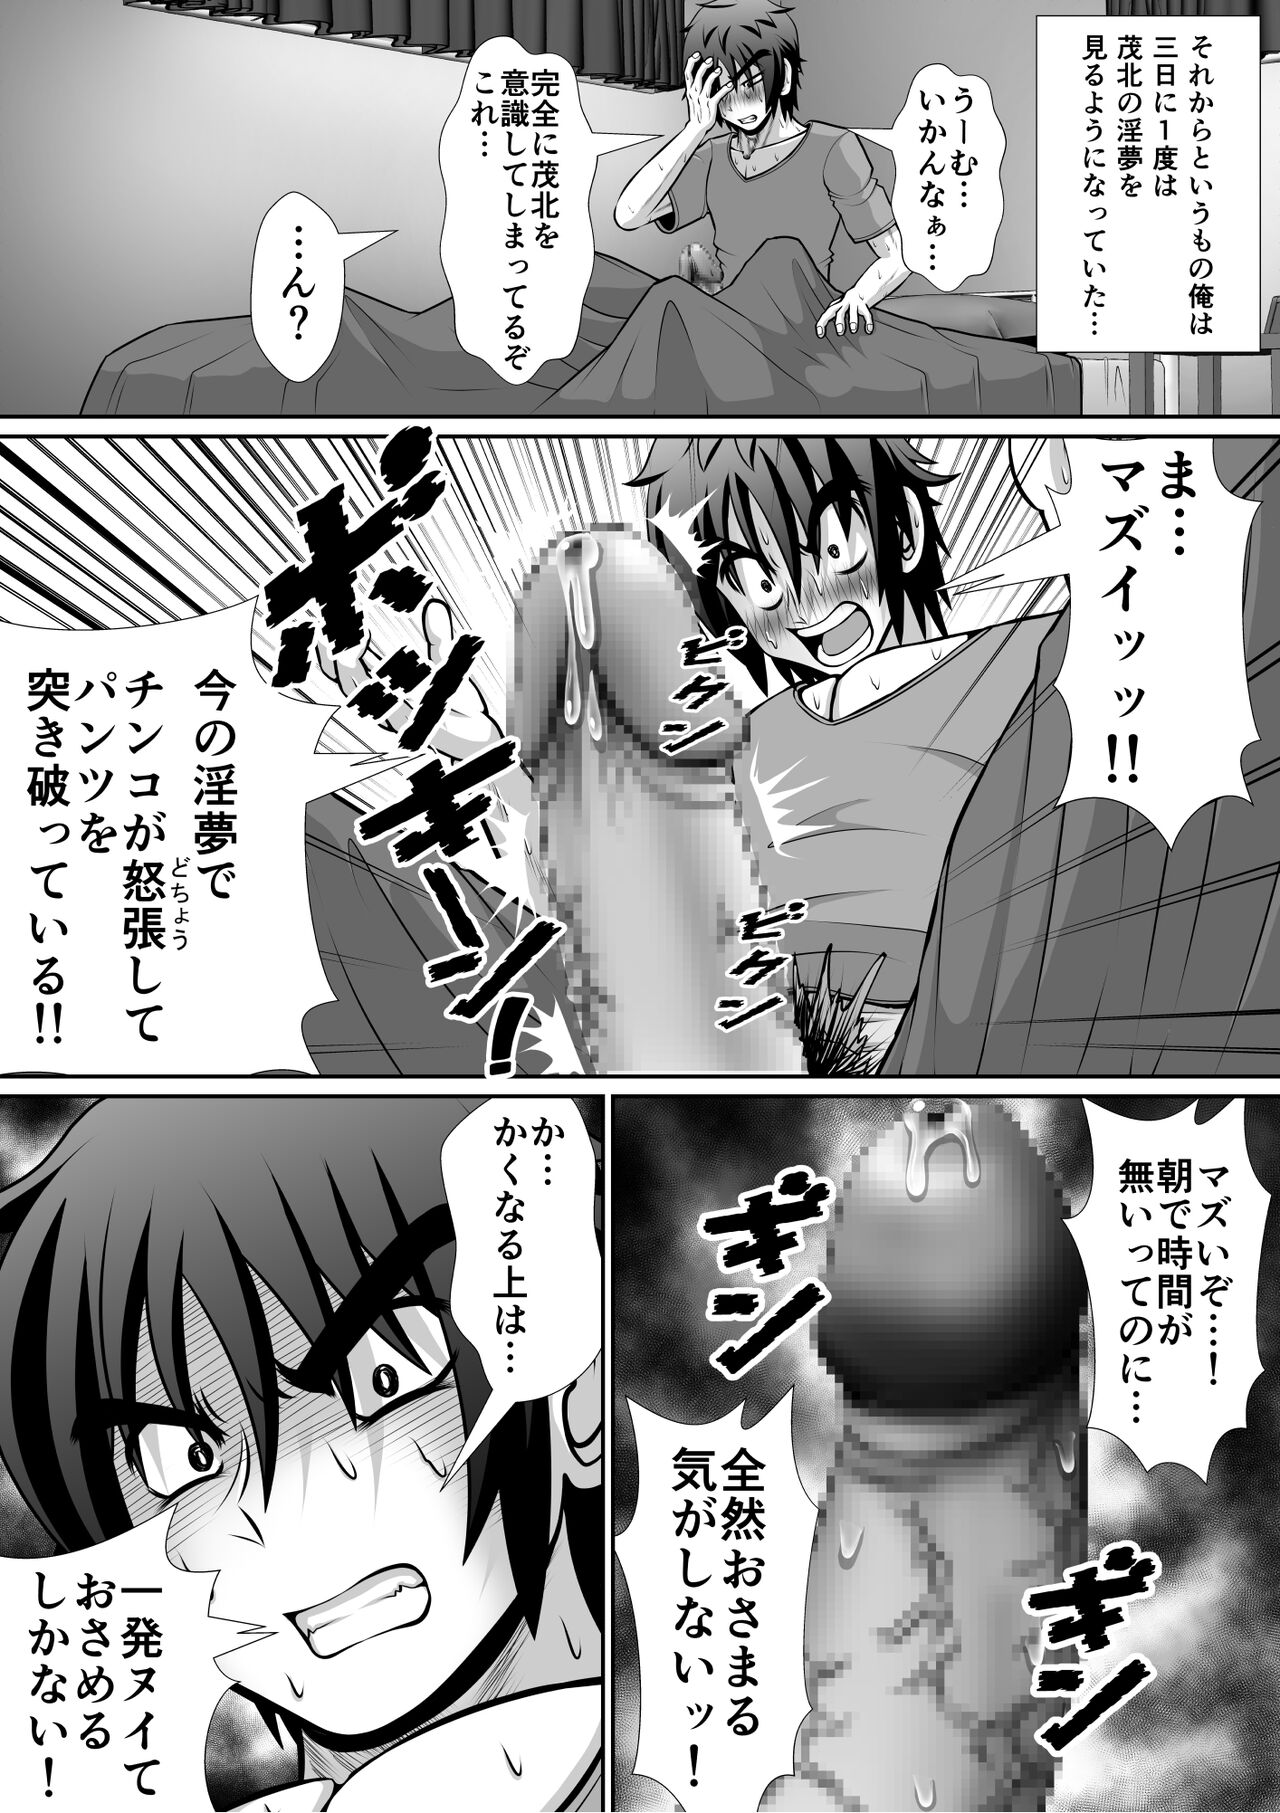 それからというもの俺は
三日に１度は
茂北の淫夢を
見るようになっていた…
うーむ…
いかんなぁ…
完全に茂北を
意識してしまってるぞ
これ…
…ん？
ま…
マズイッッ!!
ボッキーーン！
ビクン
ビクン
今の淫夢で
チンコが怒張して
どちょう
パンツを
突き破っている!!
マズいぞ…！
朝で時間が
無いってのに…
ギン
ギン
全然おさまる
気がしないッ！
か…
かくなる上は…
一発ヌイて
おさめる
しかない！